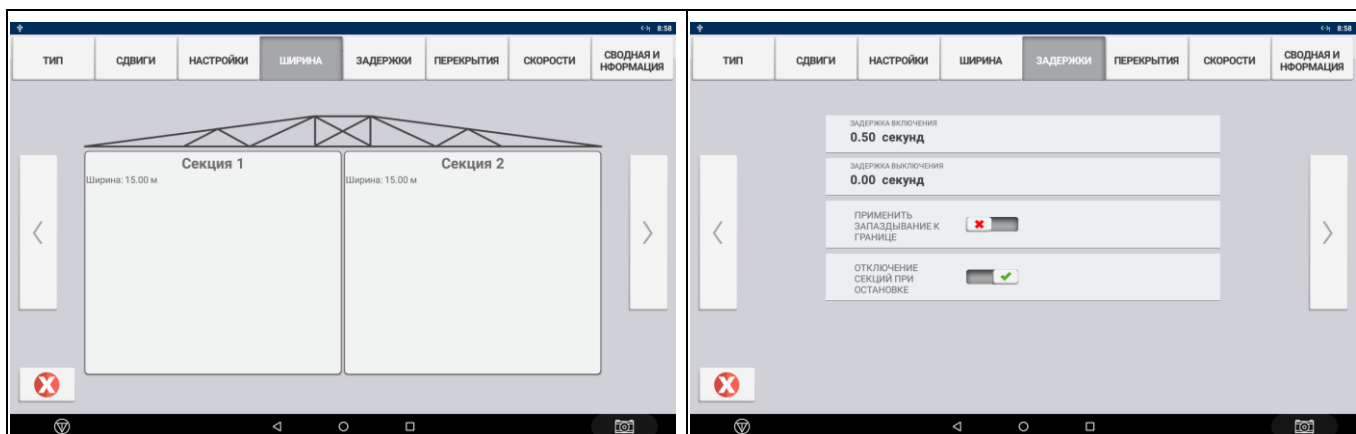 8:58
ТИП
СДВИГИ
НАСТРОЙКИ
ШИРИНА
ЗАДЕРЖКИ
ПЕРЕКРЫТИЯ
СКОРОСТИ
СВОДНАЯ И
НФОРМАЦИЯ
Секция 1
Ширина: 15.00 м
Секция 2
Ширина: 15.00 м
8:58
ТИП
СДВИГИ
НАСТРОЙКИ
ШИРИНА
ЗАДЕРЖКИ
ПЕРЕКРЫТИЯ
СКОРОСТИ
СВОДНАЯ И
НФОРМАЦИЯ
ЗАДЕРЖКА ВКЛЮЧЕНИЯ
0.50 секунд
ЗАДЕРЖКА ВЫКЛЮЧЕНИЯ
0.00 секунд
ПРИМЕНИТЬ
ЗАПАЗДЫВАНИЕ К
ГРАНИЦЕ
ОТКЛЮЧЕНИЕ
СЕКЦИЙ ПРИ
ОСТАНОВКЕ